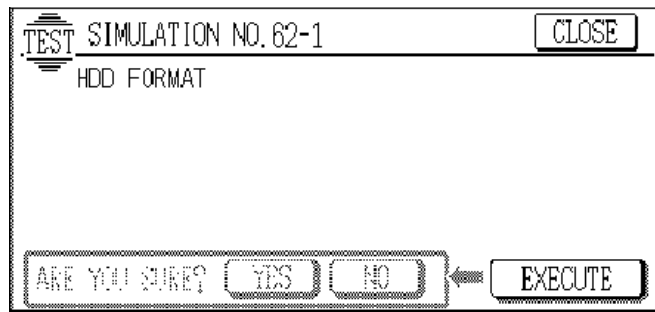 TEST SIMULATION NO.62-1 CLOSE
HDD FORMAT
ARE YOU SURE? YES NO EXECUTE